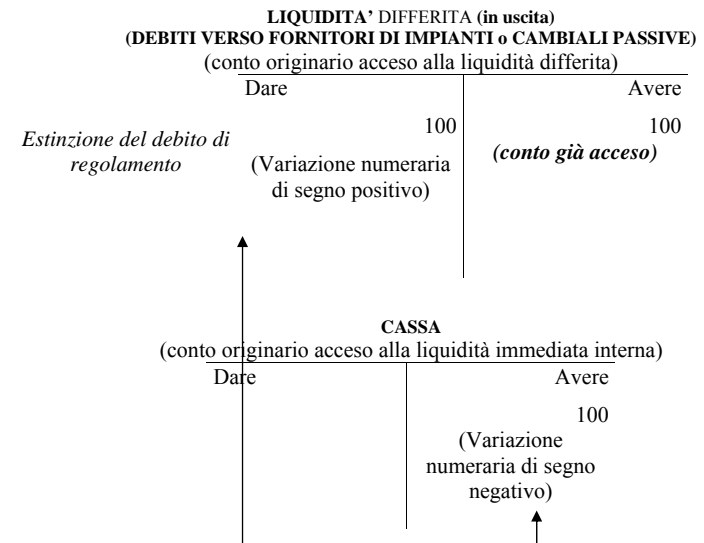 LIQUIDITA’ DIFFERITA (in uscita)
(DEBITI VERSO FORNITORI DI IMPIANTI o CAMBIALI PASSIVE)
(conto originario acceso alla liquidità differita)
Dare Avere
100 100
Estinzione del debito di
regolamento
(conto già acceso)
(Variazione numeraria
di segno positivo)
CASSA
(conto originario acceso alla liquidità immediata interna)
Dare Avere
100
(Variazione
numeraria di segno
negativo)